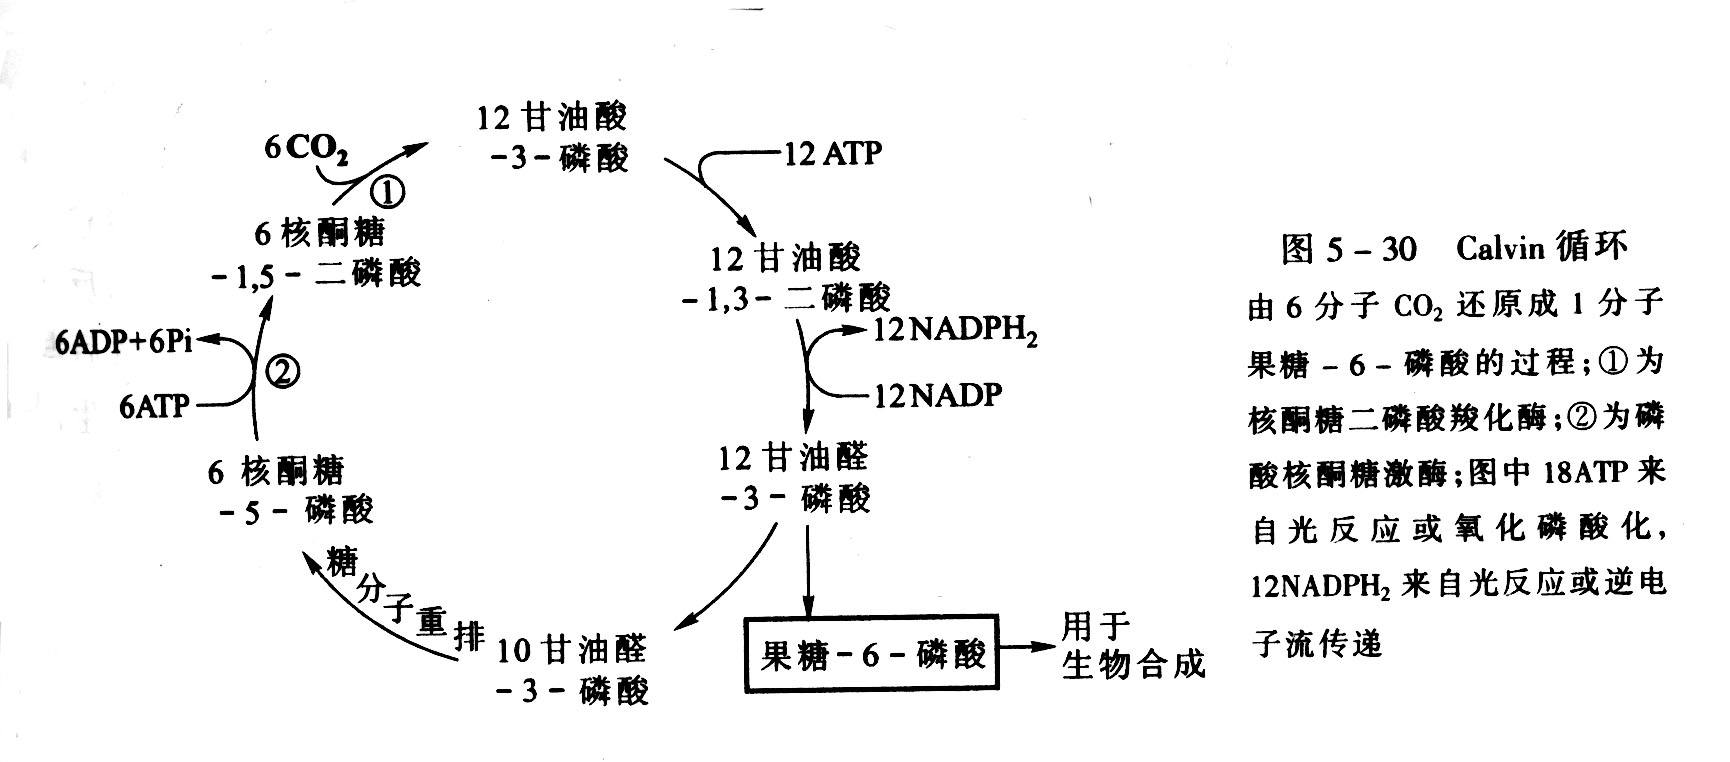 12 甘油酸
-3-磷酸
6CO₂
①
12 ATP
6 核酮糖
-1,5-二磷酸
12 甘油酸
-1,3-二磷酸
6ADP+6Pi
②
6ATP
12NADPH₂
12NADP
6 核酮糖
-5-磷酸
12 甘油醛
-3-磷酸
糖分子重排
10 甘油醛
-3-磷酸
果糖-6-磷酸
用于
生物合成
图 5-30 Calvin 循环
由 6 分子 CO₂ 还原成 1 分子
果糖-6-磷酸的过程;①为
核酮糖二磷酸羧化酶;②为磷
酸核酮糖激酶;图中 18ATP 来
自光反应或氧化磷酸化,
12NADPH₂ 来自光反应或逆电
子流传递